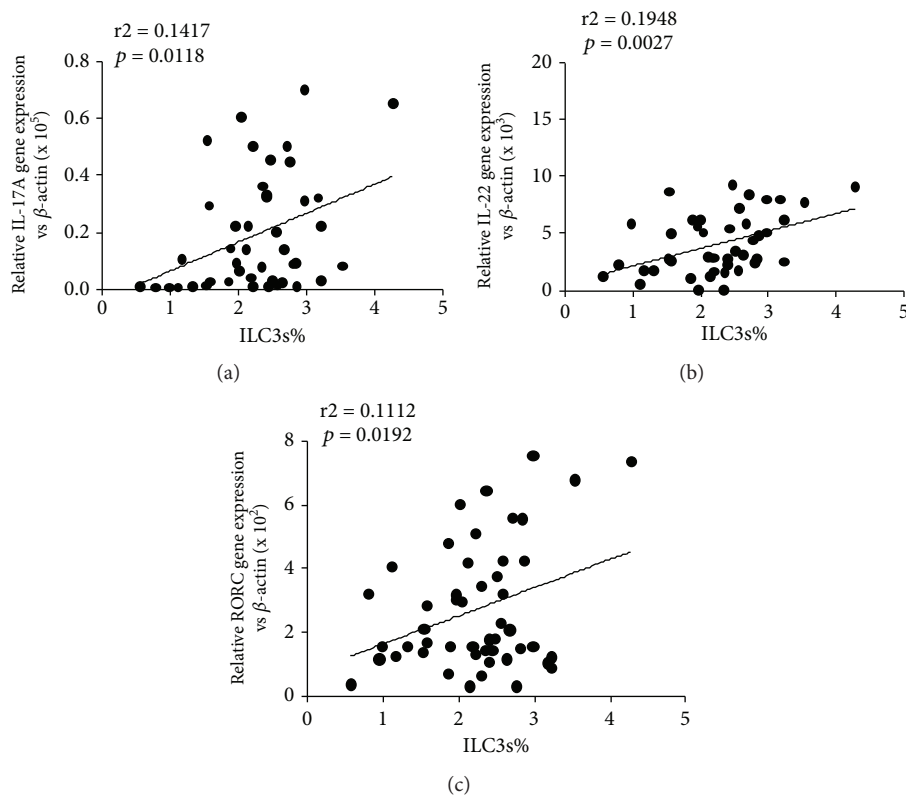 r2 = 0.1417
p = 0.0118
Relative IL-17A gene expression
vs β-actin (x 10⁵)
0.8
0.6
0.4
0.2
0.0
0 1 2 3 4 5
ILC3s%
(a)
r2 = 0.1948
p = 0.0027
Relative IL-22 gene expression
vs β-actin (x 10³)
20
15
10
5
0
0 1 2 3 4 5
ILC3s%
(b)
r2 = 0.1112
p = 0.0192
Relative RORC gene expression
vs β-actin (x 10²)
8
6
4
2
0
0 1 2 3 4 5
ILC3s%
(c)